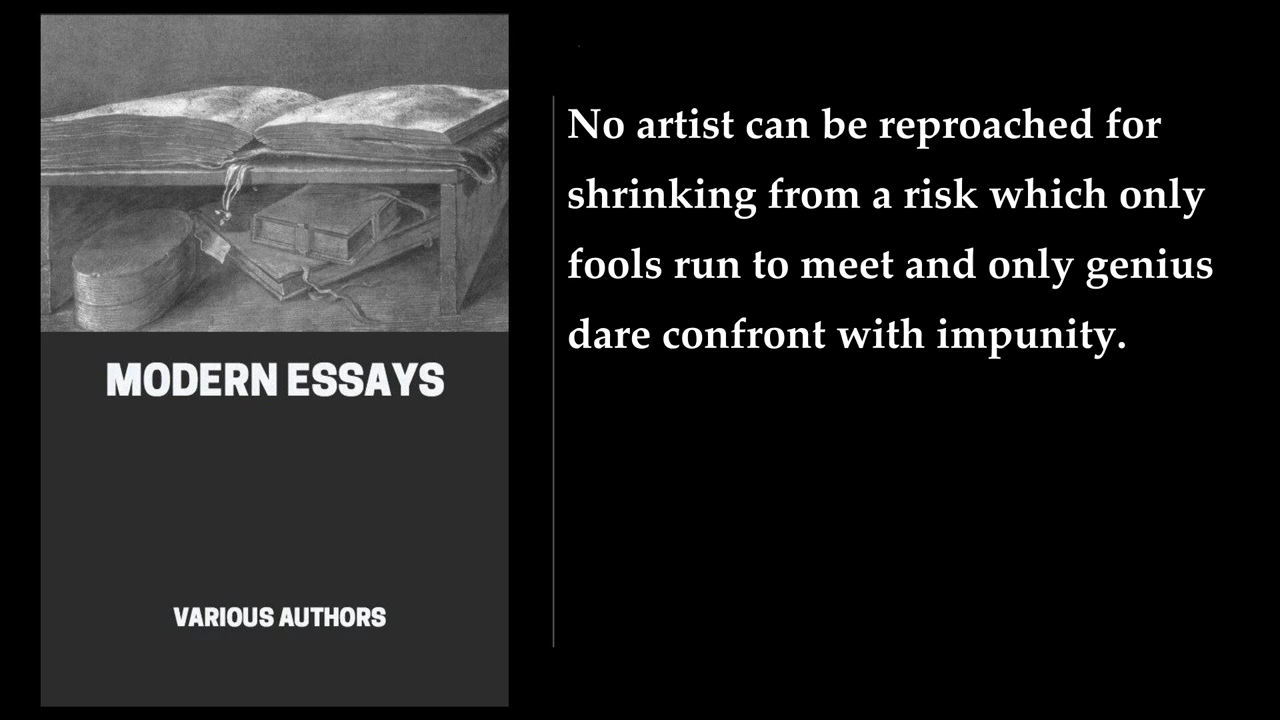 MODERN ESSAYS
VARIOUS AUTHORS
No artist can be reproached for
shrinking from a risk which only
fools run to meet and only genius
dare confront with impunity.